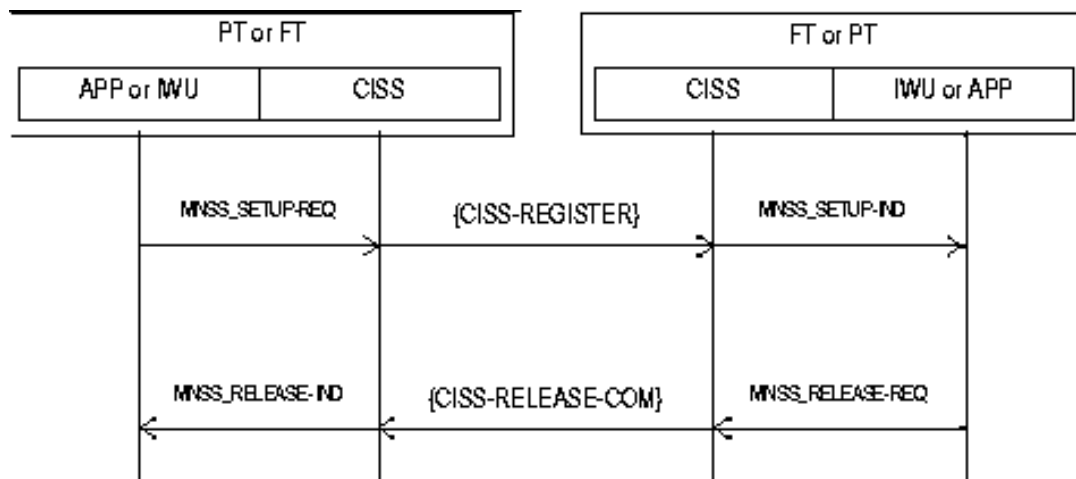 PT or FT
FT or PT
APP or IWU
CISS
CISS
IWU or APP
MNSS_SETUP-REQ
{CISS-REGISTER}
MNSS_SETUP-IND
MNSS_RELEASE-IND
{CISS-RELEASE-COM}
MNSS_RELEASE-REQ